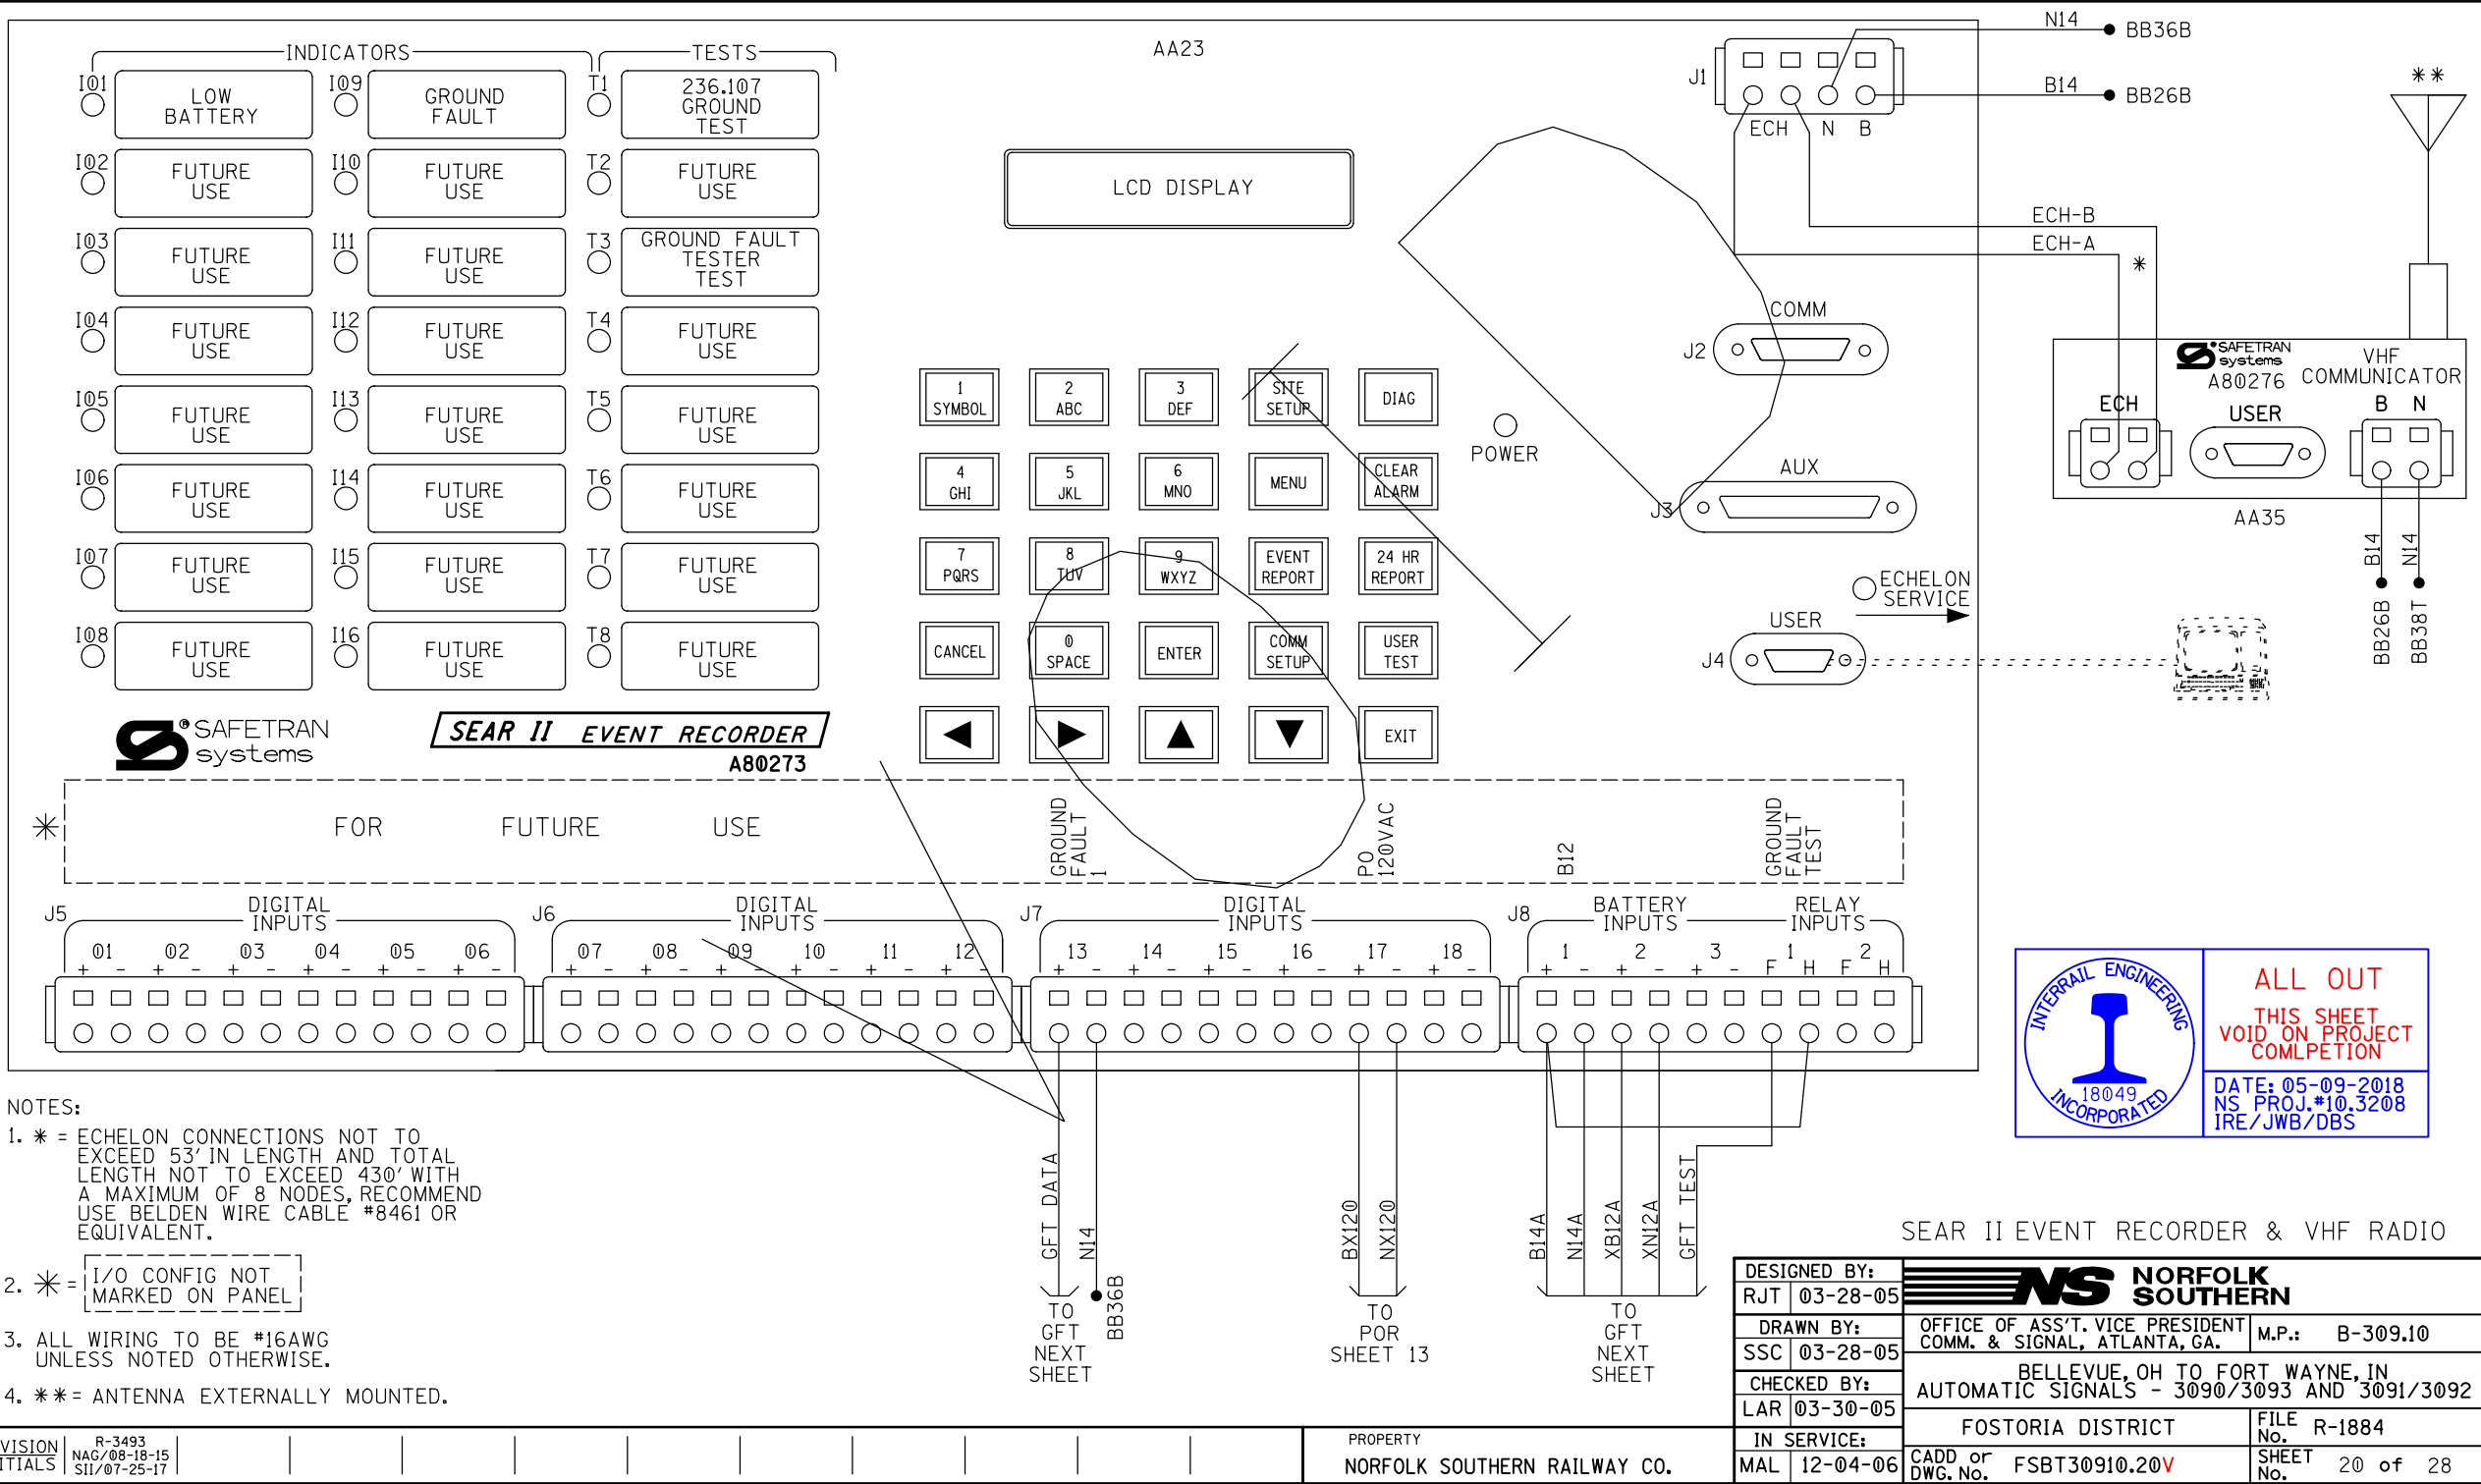 INDICATORS
TESTS
I01
LOW
BATTERY
I09
GROUND
FAULT
T1
236.107
GROUND
TEST
I02
FUTURE
USE
I10
FUTURE
USE
T2
FUTURE
USE
I03
FUTURE
USE
I11
FUTURE
USE
T3
GROUND FAULT
TESTER
TEST
I04
FUTURE
USE
I12
FUTURE
USE
T4
FUTURE
USE
I05
FUTURE
USE
I13
FUTURE
USE
T5
FUTURE
USE
I06
FUTURE
USE
I14
FUTURE
USE
T6
FUTURE
USE
I07
FUTURE
USE
I15
FUTURE
USE
T7
FUTURE
USE
I08
FUTURE
USE
I16
FUTURE
USE
T8
FUTURE
USE
® SAFETRAN
systems
SEAR II EVENT RECORDER
A80273
AA23
LCD DISPLAY
1
SYMBOL
2
ABC
3
DEF
SITE
SETUP
DIAG
4
GHI
5
JKL
6
MNO
MENU
CLEAR
ALARM
7
PQRS
8
TUV
9
WXYZ
EVENT
REPORT
24 HR
REPORT
CANCEL
0
SPACE
ENTER
COMM
SETUP
USER
TEST
EXIT
POWER
J1
ECH N B
N14
BB36B
B14
BB26B
ECH-B
ECH-A
*
**
COMM
J2
AUX
J3
ECHELON
SERVICE
USER
J4
SAFETRAN
systems
A80276
VHF
COMMUNICATOR
ECH
USER
B N
AA35
B14
N14
BB26B
BB38T
*
FOR FUTURE USE
GROUND
FAULT
1
PO
120VAC
B12
GROUND
FAULT
TEST
J5
DIGITAL
INPUTS
01 02 03 04 05 06
+ - + - + - + - + - + -
J6
DIGITAL
INPUTS
07 08 09 10 11 12
+ - + - + - + - + - + -
J7
DIGITAL
INPUTS
13 14 15 16 17 18
+ - + - + - + - + - + -
J8
BATTERY
INPUTS
RELAY
INPUTS
1 2 3 1 2
+ - + - + - F H F H
GFT DATA
N14
BB36B
TO
GFT
NEXT
SHEET
BX120
NX120
TO
POR
SHEET 13
B14A
N14A
XB12A
XN12A
GFT TEST
TO
GFT
NEXT
SHEET
INTERRAIL ENGINEERING
18049
INCORPORATED
ALL OUT
THIS SHEET
VOID ON PROJECT
COMLPETION
DATE: 05-09-2018
NS PROJ.#10.3208
IRE/JWB/DBS
NOTES:
1. * = ECHELON CONNECTIONS NOT TO
EXCEED 53' IN LENGTH AND TOTAL
LENGTH NOT TO EXCEED 430' WITH
A MAXIMUM OF 8 NODES, RECOMMEND
USE BELDEN WIRE CABLE #8461 OR
EQUIVALENT.
2. * = I/O CONFIG NOT
MARKED ON PANEL
3. ALL WIRING TO BE #16AWG
UNLESS NOTED OTHERWISE.
4. ** = ANTENNA EXTERNALLY MOUNTED.
SEAR II EVENT RECORDER & VHF RADIO
DESIGNED BY:
RJT 03-28-05
DRAWN BY:
SSC 03-28-05
CHECKED BY:
LAR 03-30-05
IN SERVICE:
MAL 12-04-06
NS NORFOLK
SOUTHERN
OFFICE OF ASS'T. VICE PRESIDENT
COMM. & SIGNAL, ATLANTA, GA.
M.P.: B-309.10
BELLEVUE, OH TO FORT WAYNE, IN
AUTOMATIC SIGNALS - 3090/3093 AND 3091/3092
FOSTORIA DISTRICT
FILE
No. R-1884
CADD or
DWG. No. FSBT30910.20V
SHEET
No. 20 of 28
VISION
ITIALS
R-3493
NAG/08-18-15
SII/07-25-17
PROPERTY
NORFOLK SOUTHERN RAILWAY CO.